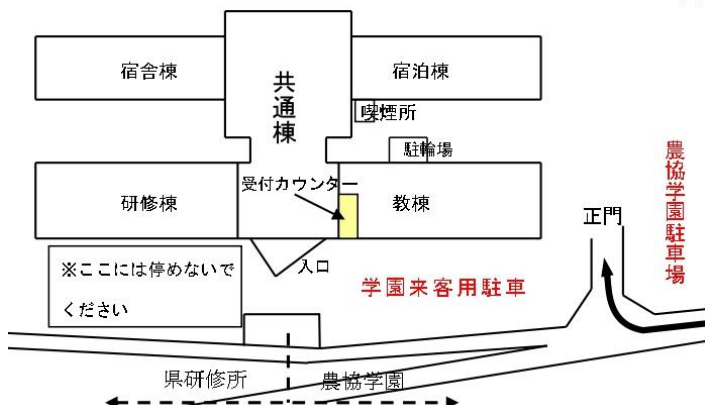 宿舎棟
共通棟
宿泊棟
喫煙所
駐輪場
研修棟
受付カウンター
教棟
正門
農協学園駐車場
※ここには停めないで
ください
入口
学園来客用駐車
県研修所
農協学園